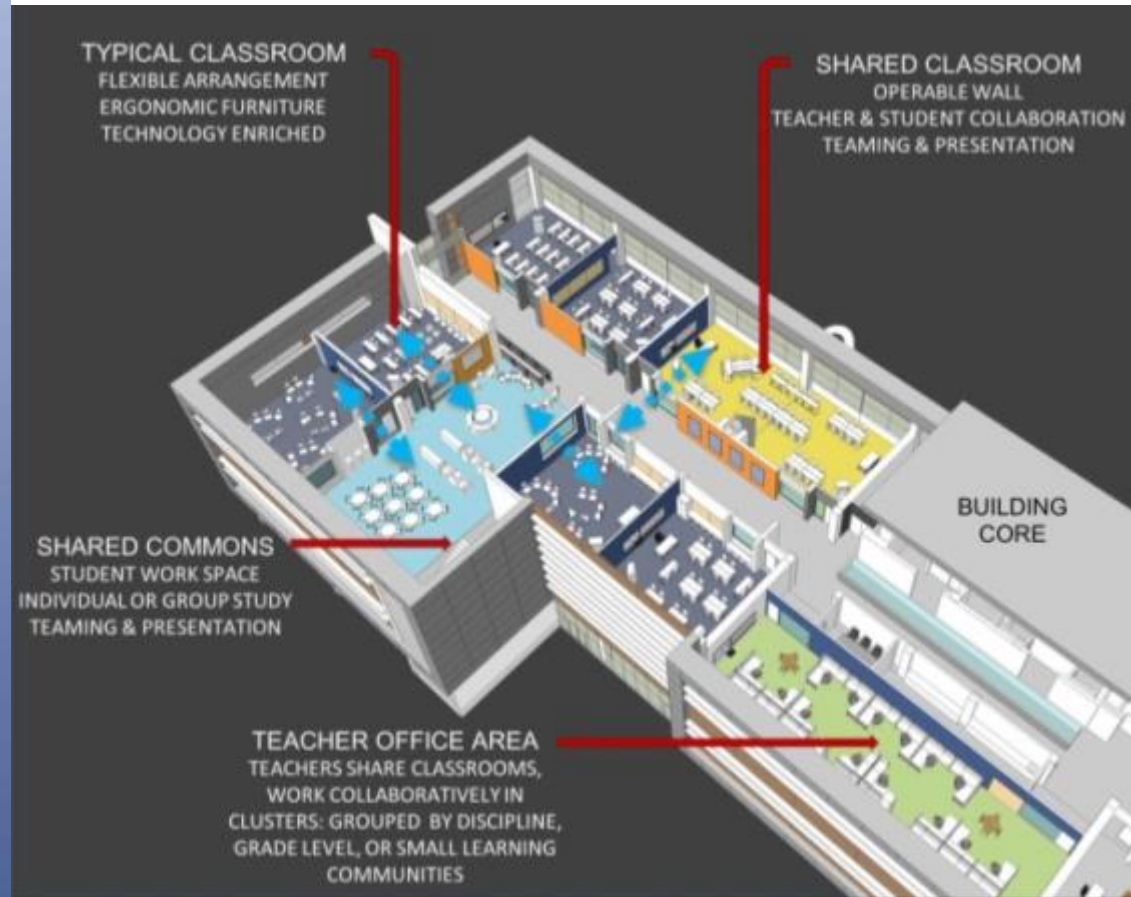 TYPICAL CLASSROOM
FLEXIBLE ARRANGEMENT
ERGONOMIC FURNITURE
TECHNOLOGY ENRICHED
SHARED CLASSROOM
OPERABLE WALL
TEACHER & STUDENT COLLABORATION
TEAMING & PRESENTATION
BUILDING
CORE
SHARED COMMONS
STUDENT WORK SPACE
INDIVIDUAL OR GROUP STUDY
TEAMING & PRESENTATION
TEACHER OFFICE AREA
TEACHERS SHARE CLASSROOMS,
WORK COLLABORATIVELY IN
CLUSTERS: GROUPED BY DISCIPLINE,
GRADE LEVEL, OR SMALL LEARNING
COMMUNITIES